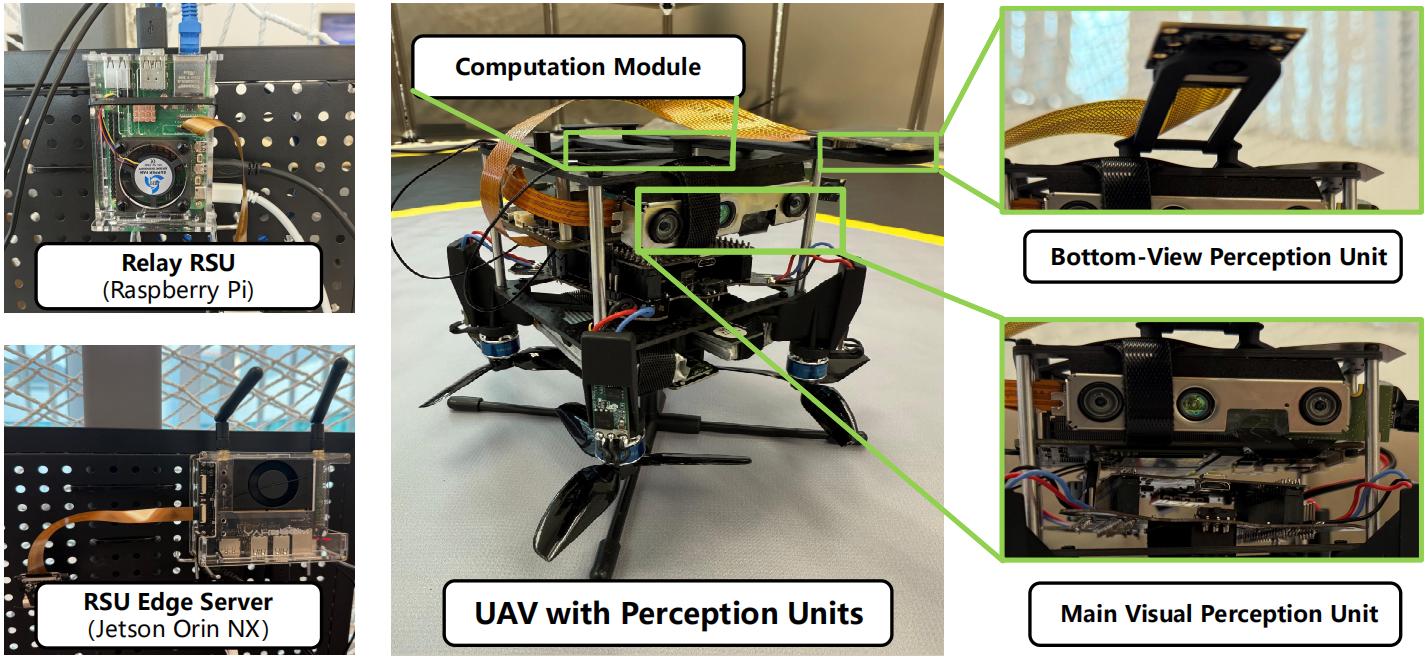 Relay RSU
(Raspberry Pi)
RSU Edge Server
(Jetson Orin NX)
Computation Module
UAV with Perception Units
Bottom-View Perception Unit
Main Visual Perception Unit